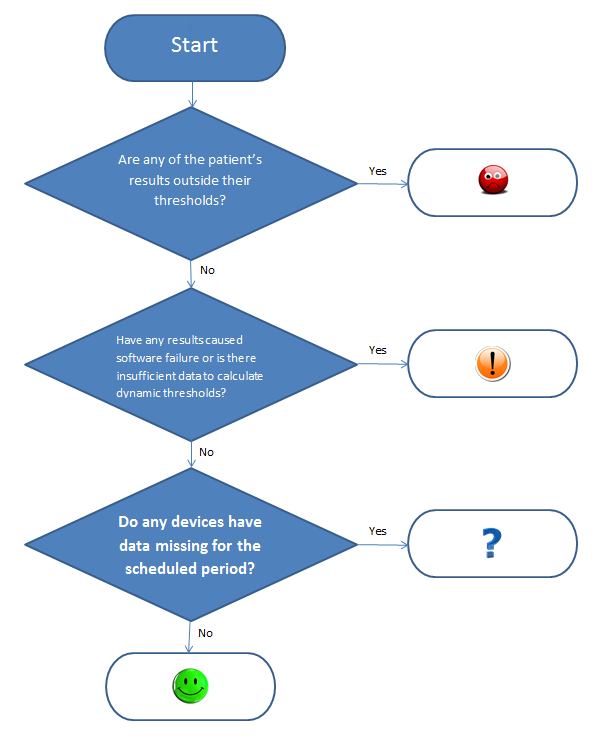 Start
Are any of the patient's
results outside their
thresholds?
Yes
No
Have any results caused
software failure or is there
insufficient data to calculate
dynamic thresholds?
Yes
!
No
Do any devices have
data missing for the
scheduled period?
Yes
?
No